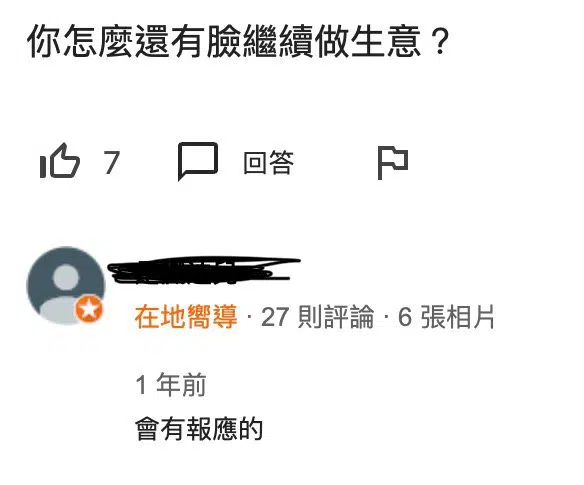 你怎麼還有臉繼續做生意？
7 回答
在地嚮導 · 27 則評論 · 6 張相片
1 年前
會有報應的